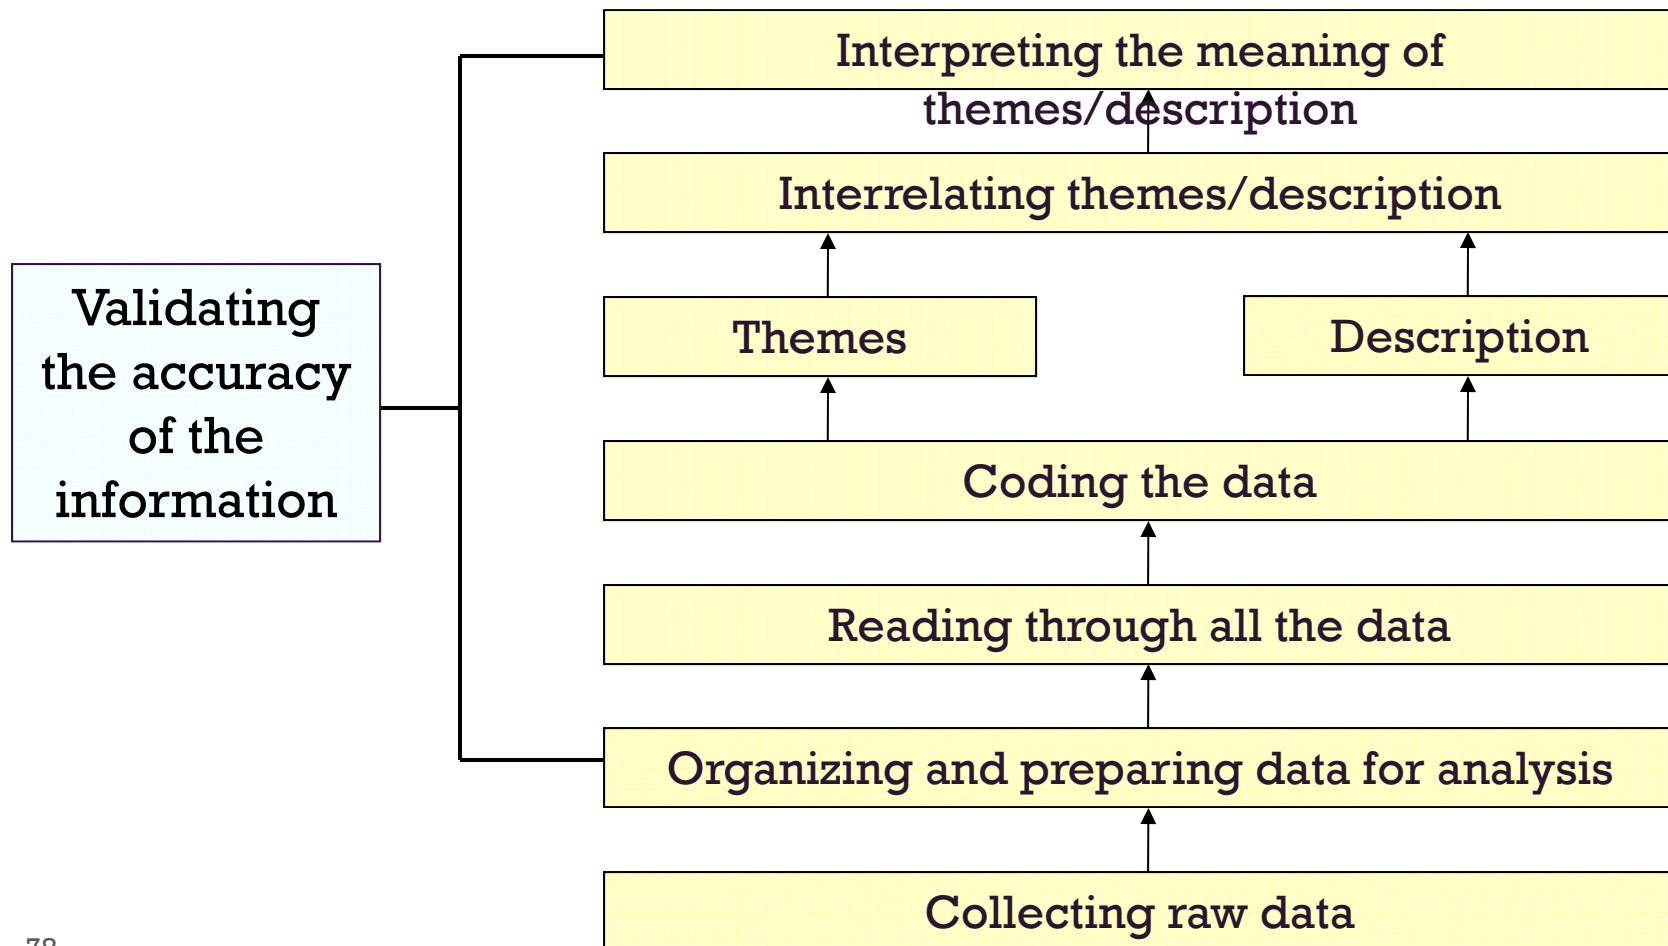 Interpreting the meaning of
themes/description
Interrelating themes/description
Themes
Description
Validating
the accuracy
of the
information
Coding the data
Reading through all the data
Organizing and preparing data for analysis
Collecting raw data
78